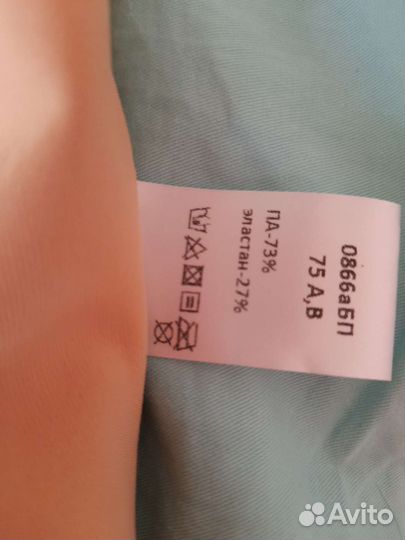 0866аБП
75 А,В
ПА-73%
эластан-27%
Avito